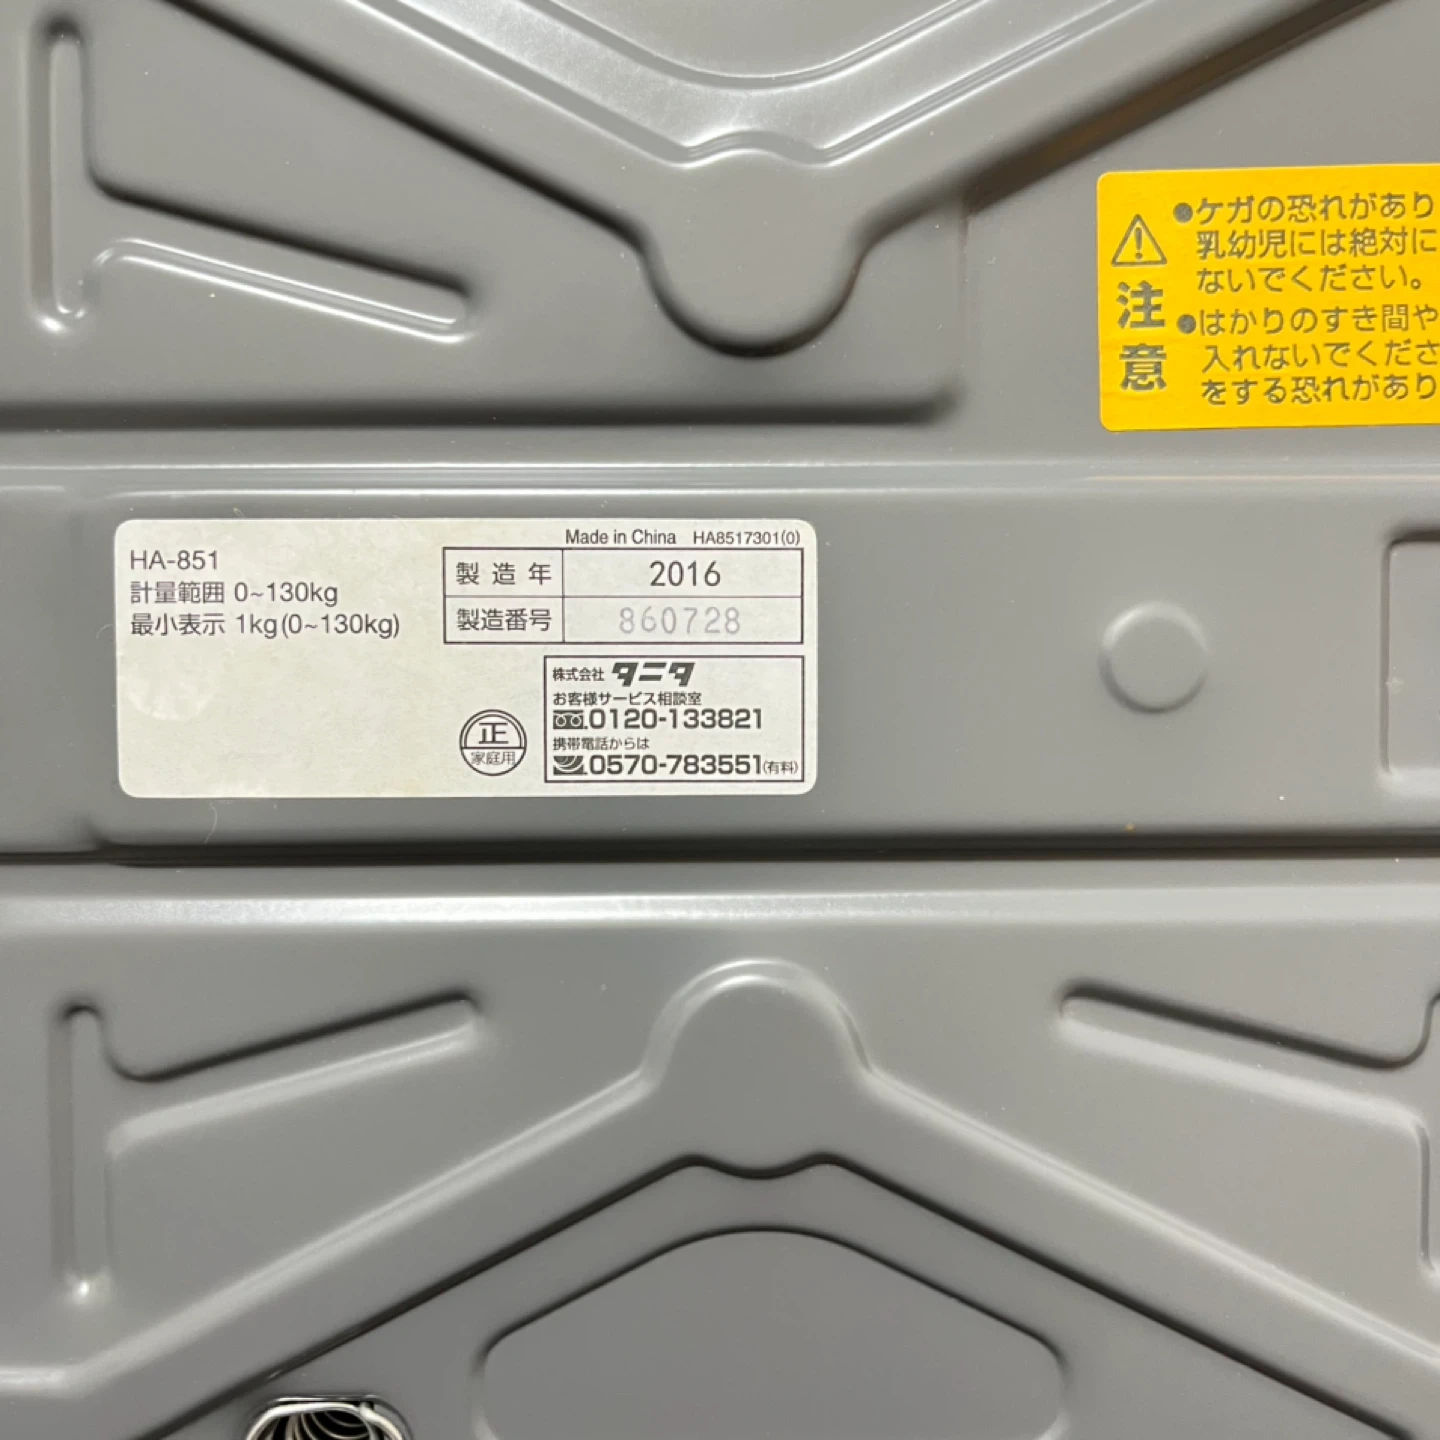 ケガの恐れがあり
乳幼児には絶対に
ないでください。
はかりのすき間や
入れないでくださ
をする恐れがあり
注意
Made in China HA8517301(0)
HA-851
計量範囲 0~130kg
最小表示 1kg(0~130kg)
製造年 2016
製造番号 860728
株式会社 タニタ
お客様サービス相談室
0120-133821
携帯電話からは
0570-783551(有料)
正
家庭用